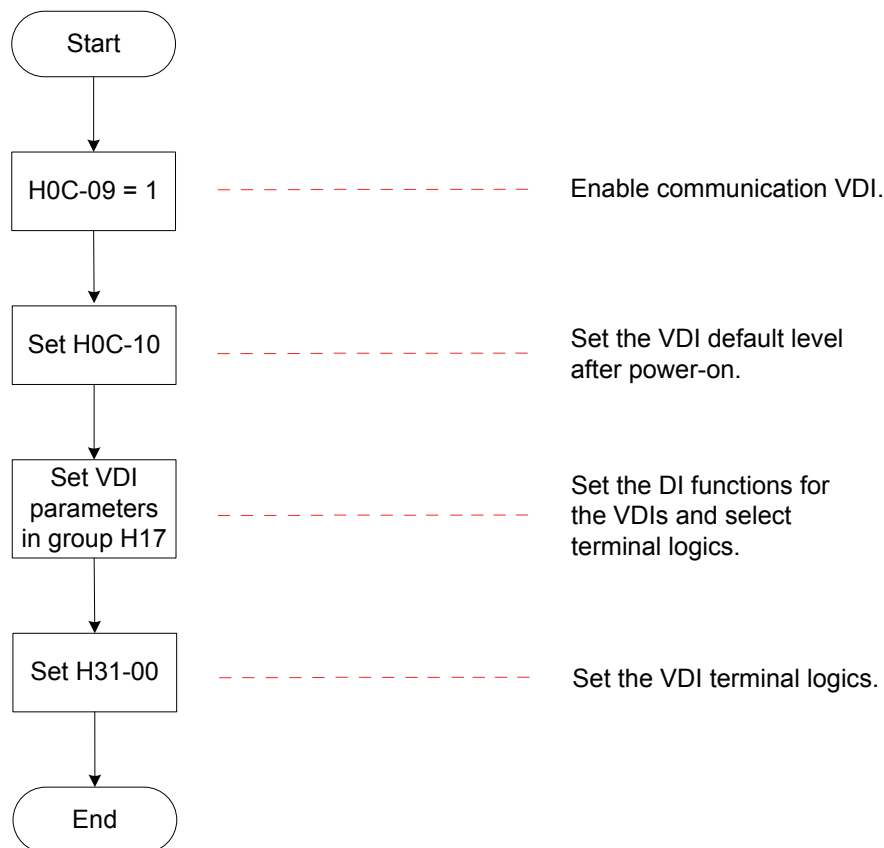 Start
H0C-09 = 1
Enable communication VDI.
Set H0C-10
Set the VDI default level
after power-on.
Set VDI
parameters
in group H17
Set the DI functions for
the VDIs and select
terminal logics.
Set H31-00
Set the VDI terminal logics.
End